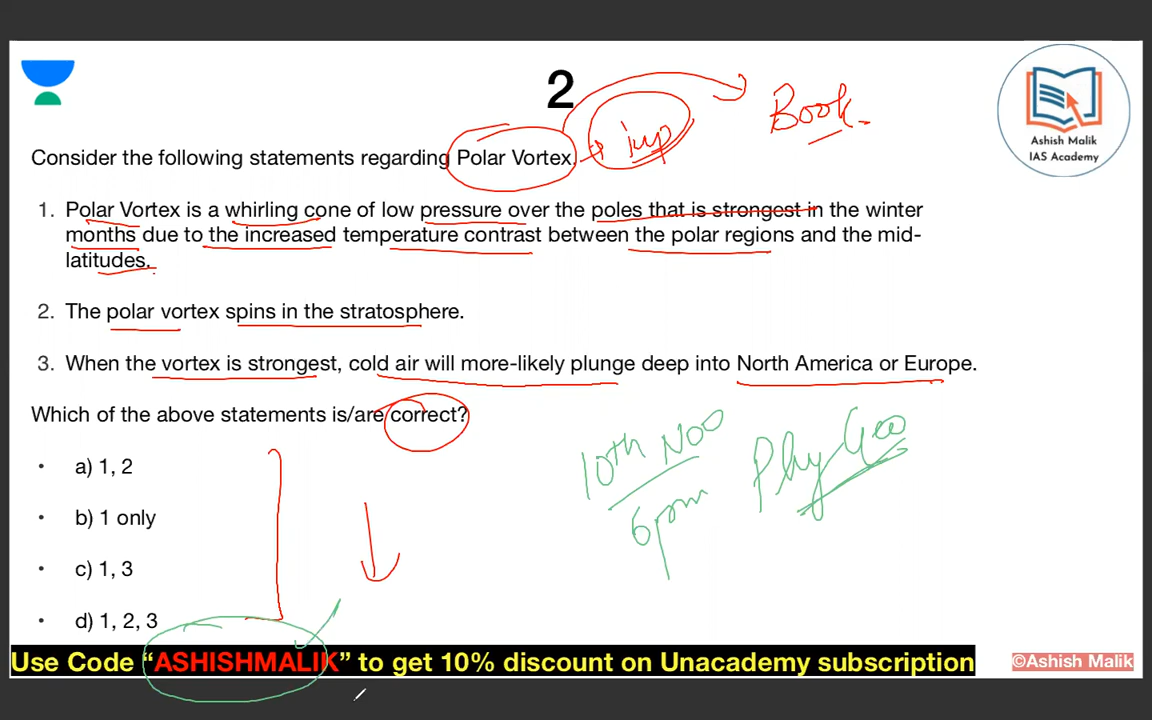 2
Book.
imp
Ashish Malik
IAS Academy
Consider the following statements regarding Polar Vortex.
1. Polar Vortex is a whirling cone of low pressure over the poles that is strongest in the winter
months due to the increased temperature contrast between the polar regions and the mid-
latitudes.
2. The polar vortex spins in the stratosphere.
3. When the vortex is strongest, cold air will more-likely plunge deep into North America or Europe.
Which of the above statements is/are correct?
10th Nov
6pm
Phy Geo
• a) 1, 2
• b) 1 only
• c) 1, 3
• d) 1, 2, 3
Use Code “ASHISHMALIK” to get 10% discount on Unacademy subscription
©Ashish Malik